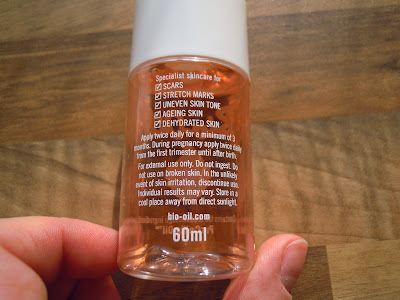 Specialist skincare for
☑ SCARS
☑ STRETCH MARKS
☑ UNEVEN SKIN TONE
☑ AGEING SKIN
☑ DEHYDRATED SKIN
Apply twice daily for a minimum of 3
months. During pregnancy apply twice daily
from the first trimester until after birth.
For external use only. Do not ingest. Do
not use on broken skin. In the unlikely
event of skin irritation, discontinue use.
Individual results may vary. Store in a
cool place away from direct sunlight.
bio-oil.com
60ml